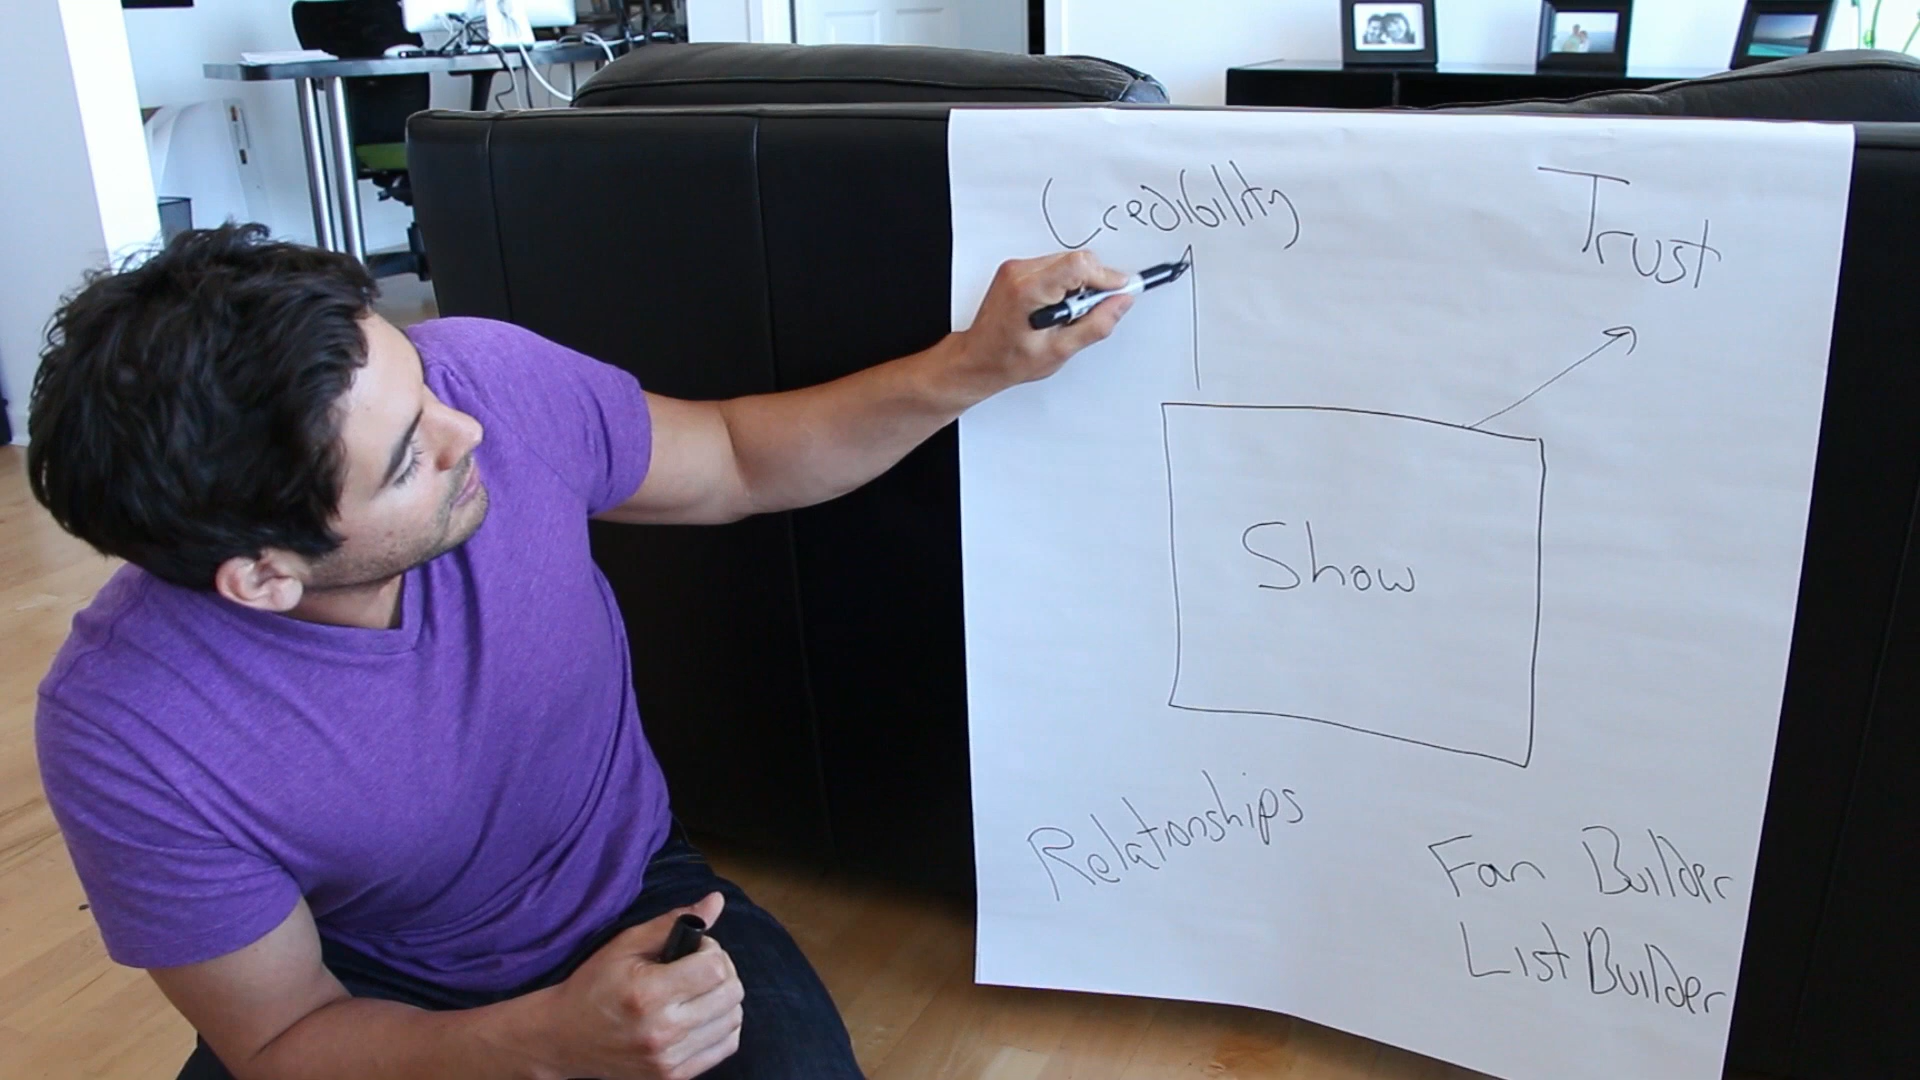 Credibility
Trust
Show
Relationships
Fan Builder
List Builder